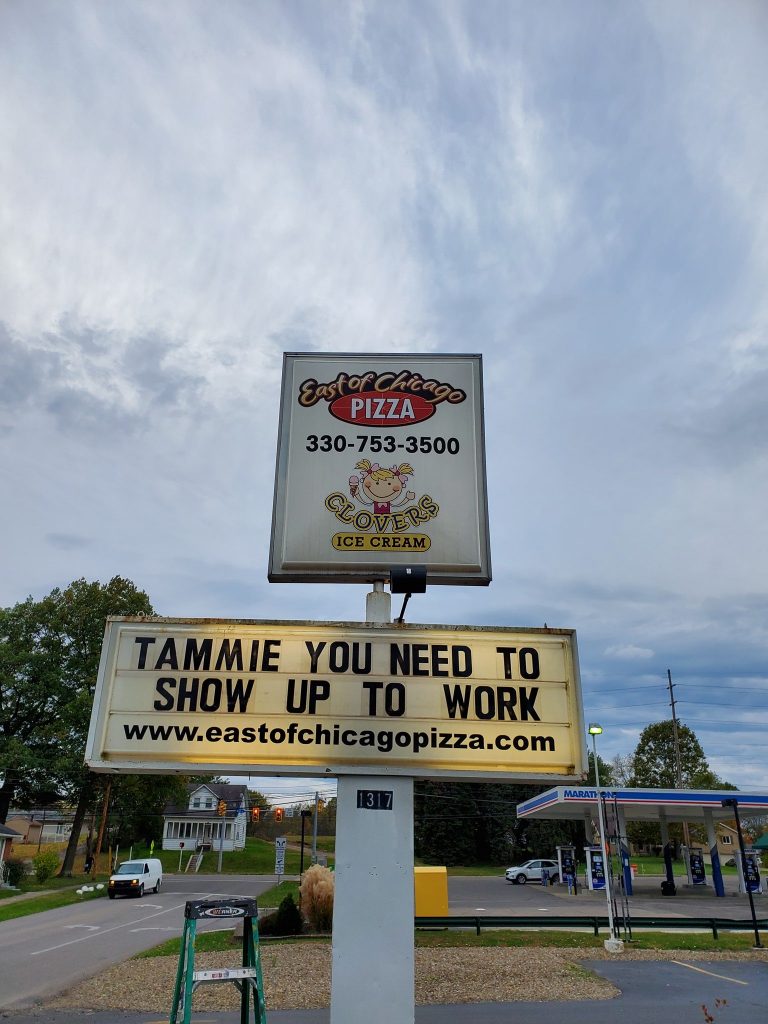 East of Chicago
PIZZA
330-753-3500
CLOVERS
ICE CREAM
TAMMIE YOU NEED TO
SHOW UP TO WORK
www.eastofchicagopizza.com
1317
MARATHON
WERNER